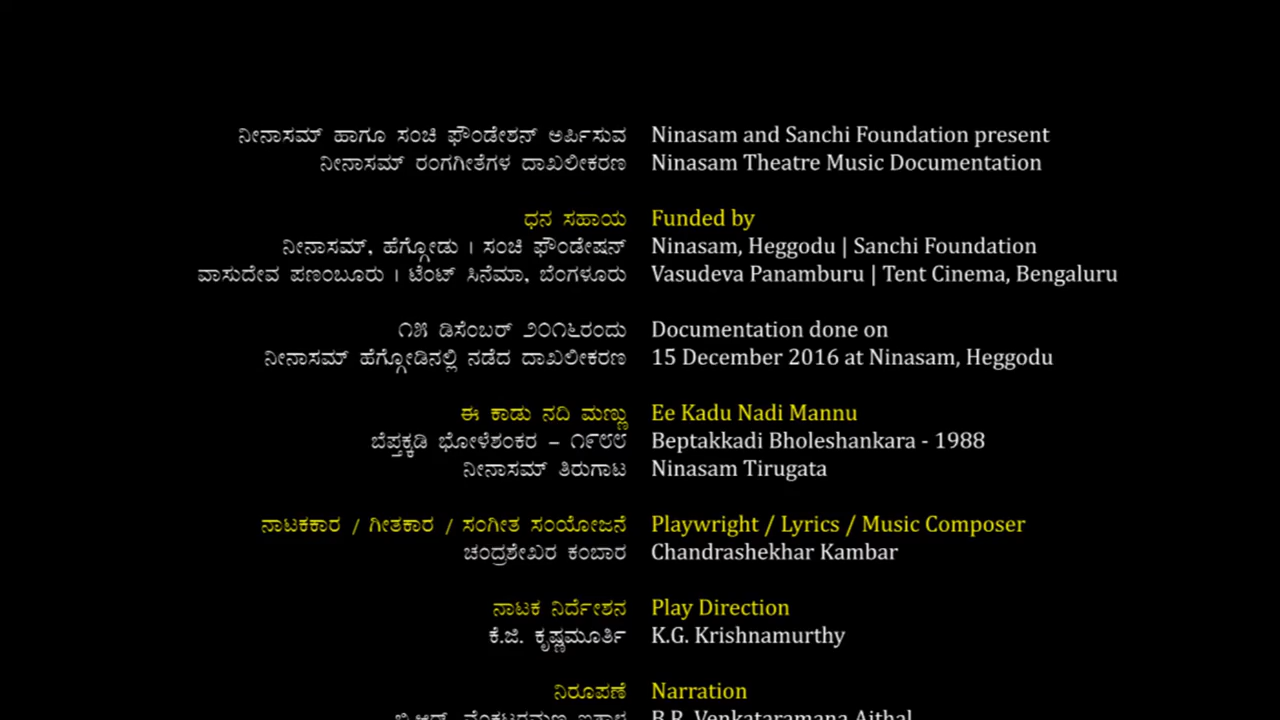 ನೀನಾಸಮ್ ಹಾಗೂ ಸಂಚಿ ಫೌಂಡೇಶನ್ ಅರ್ಪಿಸುವ Ninasam and Sanchi Foundation present
ನೀನಾಸಮ್ ರಂಗಗೀತೆಗಳ ದಾಖಲೀಕರಣ Ninasam Theatre Music Documentation
ಧನ ಸಹಾಯ Funded by
ನೀನಾಸಮ್, ಹೆಗ್ಗೋಡು | ಸಂಚಿ ಫೌಂಡೇಷನ್ Ninasam, Heggodu | Sanchi Foundation
ವಾಸುದೇವ ಪಣಂಬೂರು | ಟೆಂಟ್ ಸಿನೆಮಾ, ಬೆಂಗಳೂರು Vasudeva Panamburu | Tent Cinema, Bengaluru
೧೫ ಡಿಸೆಂಬರ್ ೨೦೧೬ರಂದು Documentation done on
ನೀನಾಸಮ್ ಹೆಗ್ಗೋಡಿನಲ್ಲಿ ನಡೆದ ದಾಖಲೀಕರಣ 15 December 2016 at Ninasam, Heggodu
ಈ ಕಾಡು ನದಿ ಮಣ್ಣು Ee Kadu Nadi Mannu
ಬೆಪ್ತಕ್ಕಡಿ ಭೋಳೆಶಂಕರ – ೧೯೮೮ Beptakkadi Bholeshankara - 1988
ನೀನಾಸಮ್ ತಿರುಗಾಟ Ninasam Tirugata
ನಾಟಕಕಾರ / ಗೀತಕಾರ / ಸಂಗೀತ ಸಂಯೋಜನೆ Playwright / Lyrics / Music Composer
ಚಂದ್ರಶೇಖರ ಕಂಬಾರ Chandrashekhar Kambar
ನಾಟಕ ನಿರ್ದೇಶನ Play Direction
ಕೆ.ಜಿ. ಕೃಷ್ಣಮೂರ್ತಿ K.G. Krishnamurthy
ನಿರೂಪಣೆ Narration
B.R. Venkataramana Aithal